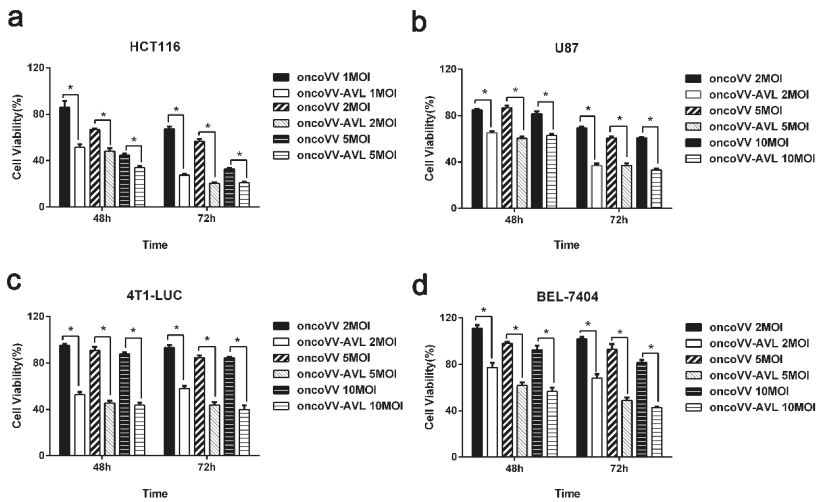 a
HCT116
120
80
40
0
Cell Viability(%)
* * * * * *
48h 72h
Time
oncoVV 1MOI
oncoVV-AVL 1MOI
oncoVV 2MOI
oncoVV-AVL 2MOI
oncoVV 5MOI
oncoVV-AVL 5MOI
b
U87
120
80
40
0
Cell Viability(%)
* * * * * *
48h 72h
Time
oncoVV 2MOI
oncoVV-AVL 2MOI
oncoVV 5MOI
oncoVV-AVL 5MOI
oncoVV 10MOI
oncoVV-AVL 10MOI
c
4T1-LUC
120
80
40
0
Cell Viability(%)
* * * * * *
48h 72h
Time
oncoVV 2MOI
oncoVV-AVL 2MOI
oncoVV 5MOI
oncoVV-AVL 5MOI
oncoVV 10MOI
oncoVV-AVL 10MOI
d
BEL-7404
120
80
40
0
Cell Viability(%)
* * * * * *
48h 72h
Time
oncoVV 2MOI
oncoVV-AVL 2MOI
oncoVV 5MOI
oncoVV-AVL 5MOI
oncoVV 10MOI
oncoVV-AVL 10MOI